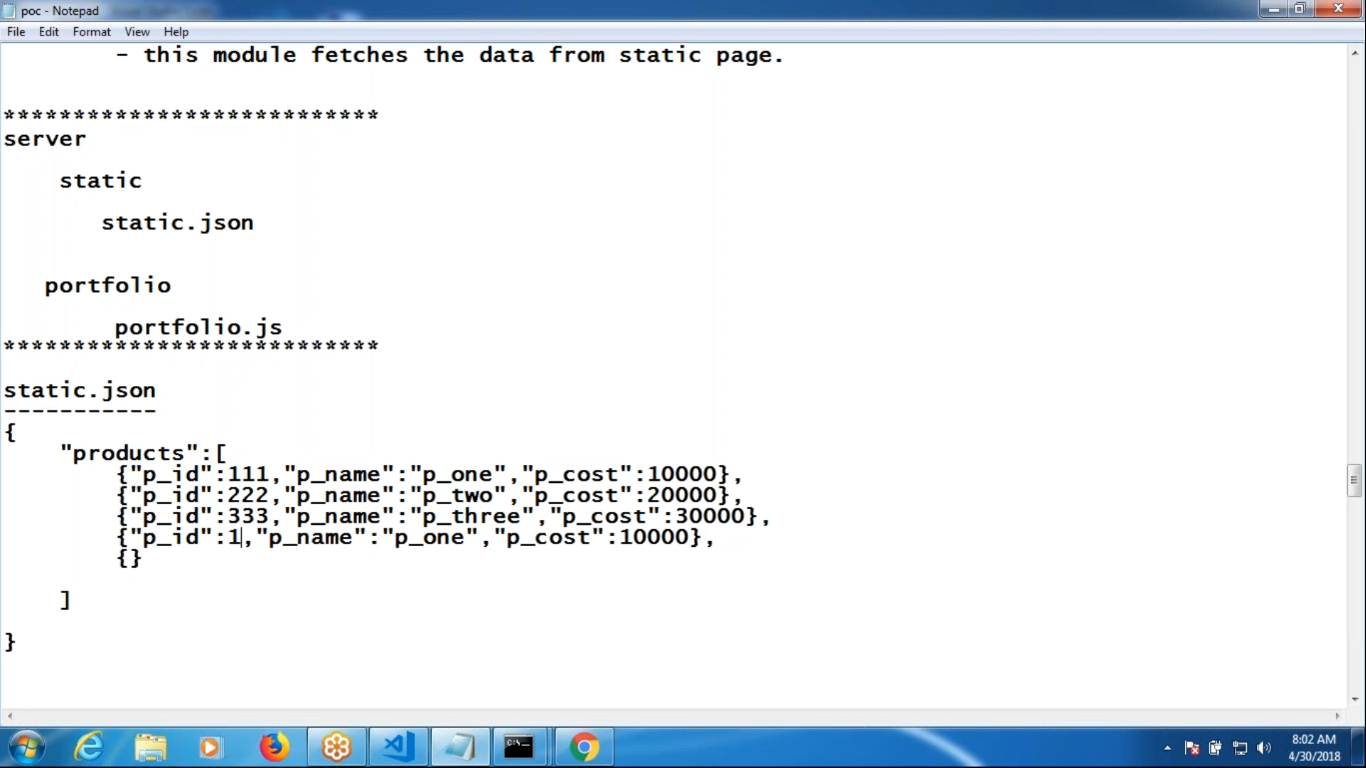 poc - Notepad
File Edit Format View Help
- this module fetches the data from static page.
***************************
server
static
static.json
portfolio
portfolio.js
***************************
static.json
-----------
{
"products":[
{"p_id":111,"p_name":"p_one","p_cost":10000},
{"p_id":222,"p_name":"p_two","p_cost":20000},
{"p_id":333,"p_name":"p_three","p_cost":30000},
{"p_id":1,"p_name":"p_one","p_cost":10000},
{}
]
}
8:02 AM
4/30/2018